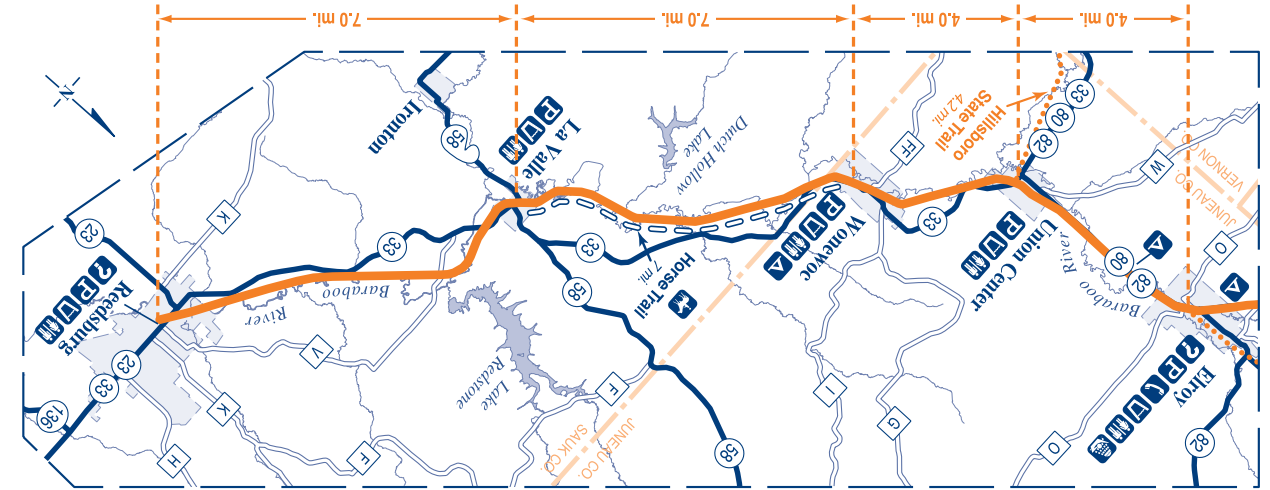 7.0 mi.
7.0 mi.
4.0 mi.
4.0 mi.
N
Ironton
58
La Valle
P
Dutch Hollow
Lake
Hillsboro
State Trail
4.2 mi.
33
80
82
FF
W
VERNON CO.
JUNEAU CO.
K
23
33
?
P
Reedsburg
Baraboo
River
V
23
33
136
K
H
F
Lake
Redstone
33
58
Horse Trail
7 mi.
F
JUNEAU CO.
SAUK CO.
58
Wonewoc
P
33
I
G
Union Center
P
River
Baraboo
80
82
O
Elroy
?
P
O
82